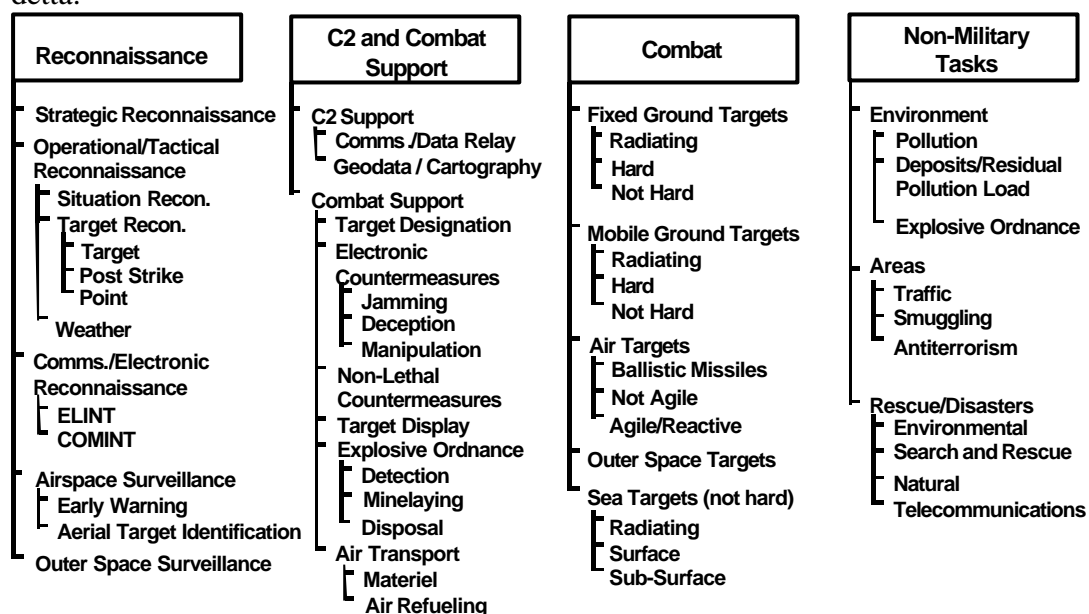 Reconnaissance
Strategic Reconnaissance
Operational/Tactical
Reconnaissance
Situation Recon.
Target Recon.
Target
Post Strike
Point
Weather
Comms./Electronic
Reconnaissance
ELINT
COMINT
Airspace Surveillance
Early Warning
Aerial Target Identification
Outer Space Surveillance
C2 and Combat
Support
C2 Support
Comms./Data Relay
Geodata / Cartography
Combat Support
Target Designation
Electronic
Countermeasures
Jamming
Deception
Manipulation
Non-Lethal
Countermeasures
Target Display
Explosive Ordnance
Detection
Minelaying
Disposal
Air Transport
Materiel
Air Refueling
Combat
Fixed Ground Targets
Radiating
Hard
Not Hard
Mobile Ground Targets
Radiating
Hard
Not Hard
Air Targets
Ballistic Missiles
Not Agile
Agile/Reactive
Outer Space Targets
Sea Targets (not hard)
Radiating
Surface
Sub-Surface
Non-Military
Tasks
Environment
Pollution
Deposits/Residual
Pollution Load
Explosive Ordnance
Areas
Traffic
Smuggling
Antiterrorism
Rescue/Disasters
Environmental
Search and Rescue
Natural
Telecommunications